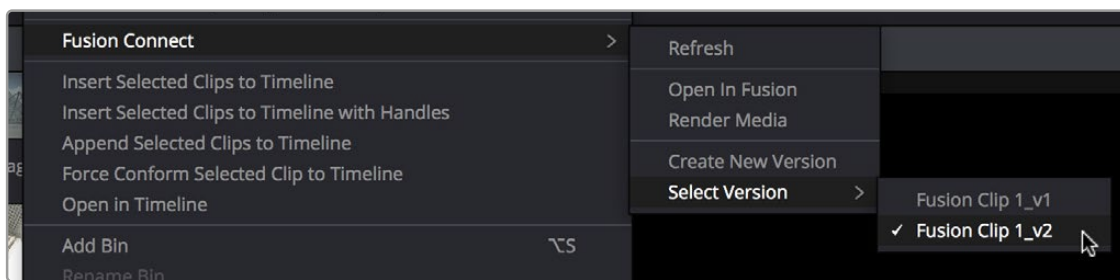 Fusion Connect >
Insert Selected Clips to Timeline
Insert Selected Clips to Timeline with Handles
Append Selected Clips to Timeline
Force Conform Selected Clip to Timeline
Open in Timeline
Add Bin ⌥S
Rename Bin
Refresh
Open In Fusion
Render Media
Create New Version
Select Version >
Fusion Clip 1_v1
✓ Fusion Clip 1_v2